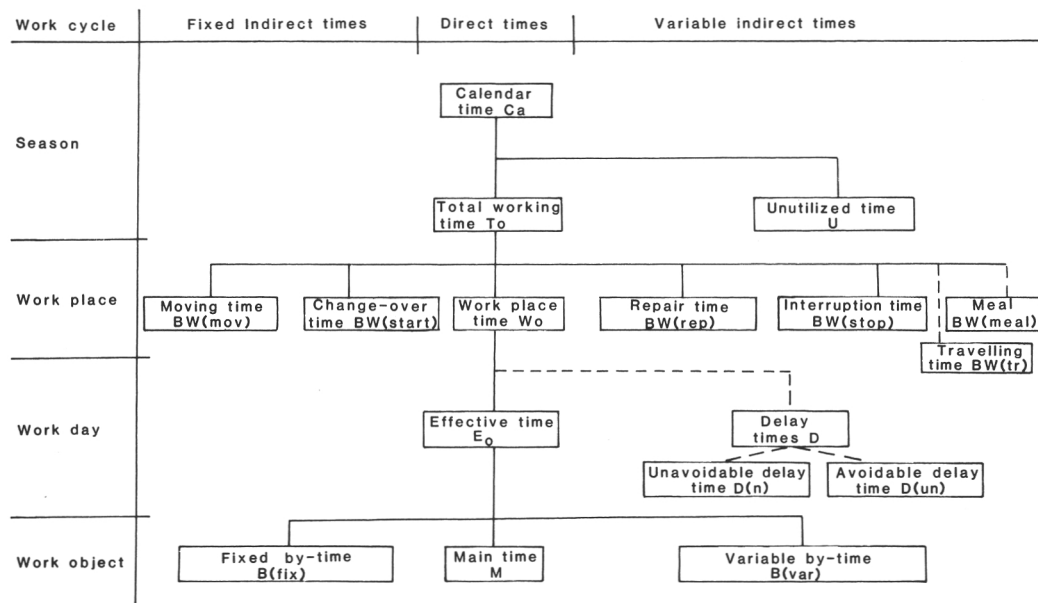 Work cycle
Fixed Indirect times
Direct times
Variable indirect times
Calendar
time Ca
Season
Total working
time To
Unutilized time
U
Work place
Moving time
BW(mov)
Change-over
time BW(start)
Work place
time Wo
Repair time
BW(rep)
Interruption time
BW(stop)
Meal
BW(meal)
Travelling
time BW(tr)
Work day
Effective time
Eo
Delay
times D
Unavoidable delay
time D(n)
Avoidable delay
time D(un)
Work object
Fixed by-time
B(fix)
Main time
M
Variable by-time
B(var)